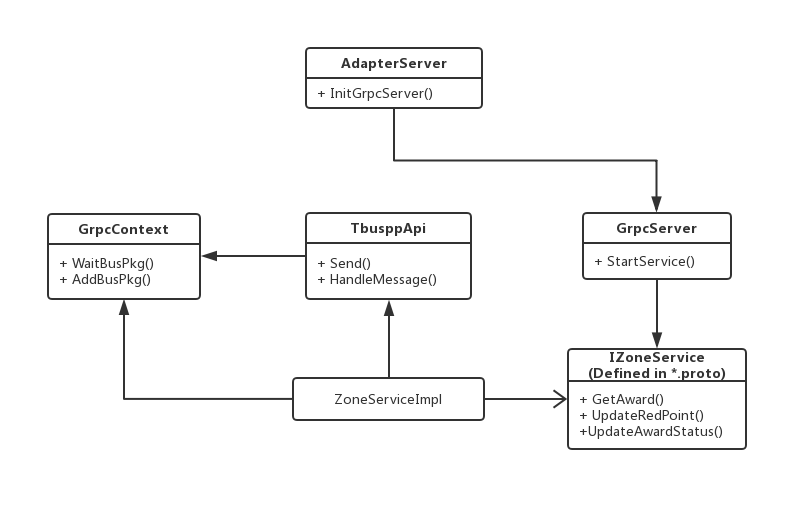 AdapterServer
+ InitGrpcServer()
GrpcContext
+ WaitBusPkg()
+ AddBusPkg()
TbusppApi
+ Send()
+ HandleMessage()
GrpcServer
+ StartService()
IZoneService
(Defined in *.proto)
+ GetAward()
+ UpdateRedPoint()
+UpdateAwardStatus()
ZoneServiceImpl